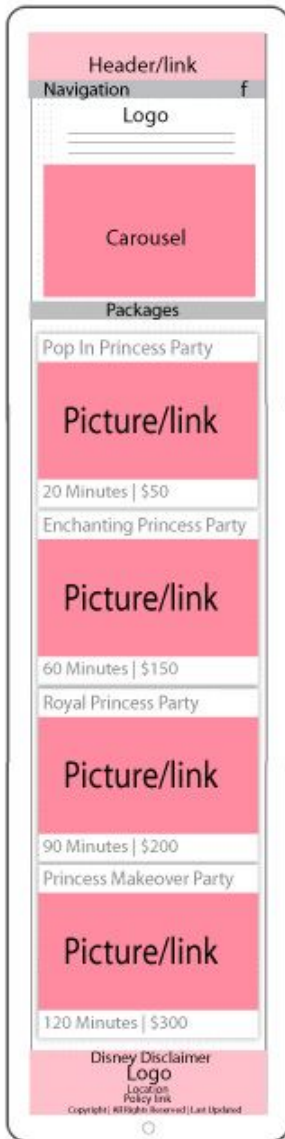 Header/link
Navigation f
Logo
Carousel
Packages
Pop In Princess Party
Picture/link
20 Minutes | $50
Enchanting Princess Party
Picture/link
60 Minutes | $150
Royal Princess Party
Picture/link
90 Minutes | $200
Princess Makeover Party
Picture/link
120 Minutes | $300
Disney Disclaimer
Logo
Location
Policy link
Copyright | All Rights Reserved | Last Updated